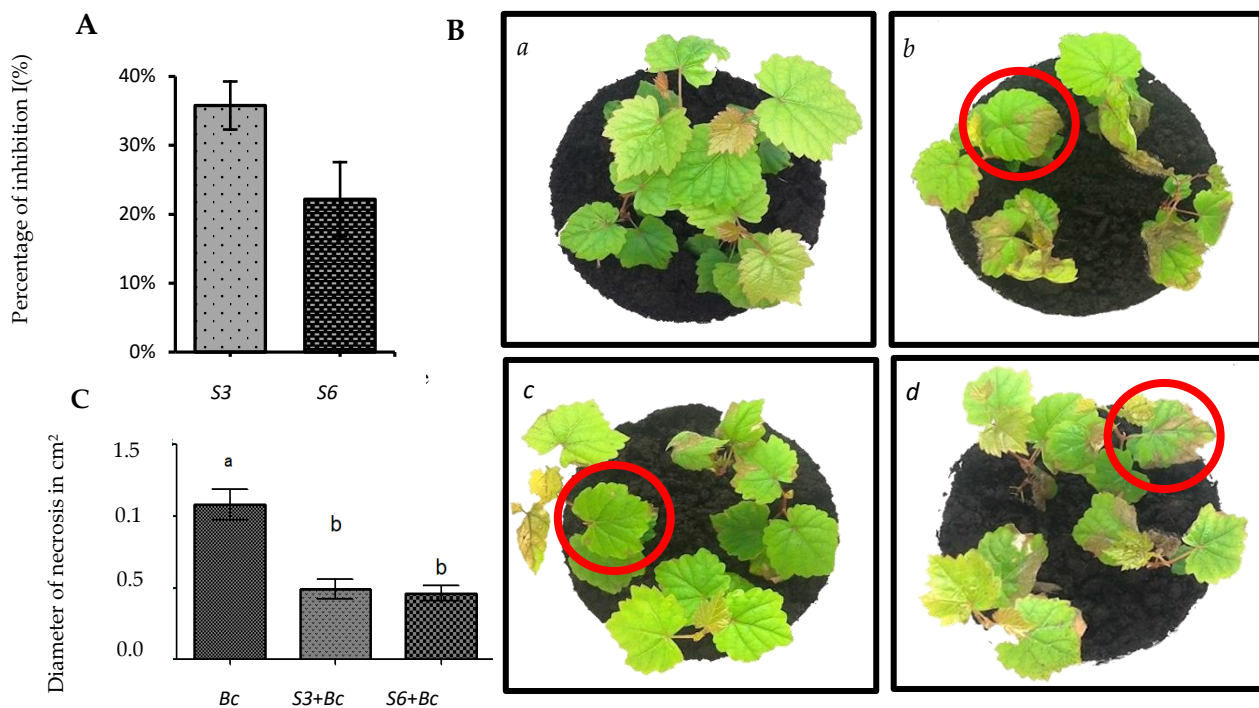 A
Percentage of inhibition I(%)
40%
30%
20%
10%
0%
S3 S6
B
a
b
c
d
C
Diameter of necrosis in cm²
1.5
0.1
0.5
0.0
a
b
b
Bc S3+Bc S6+Bc